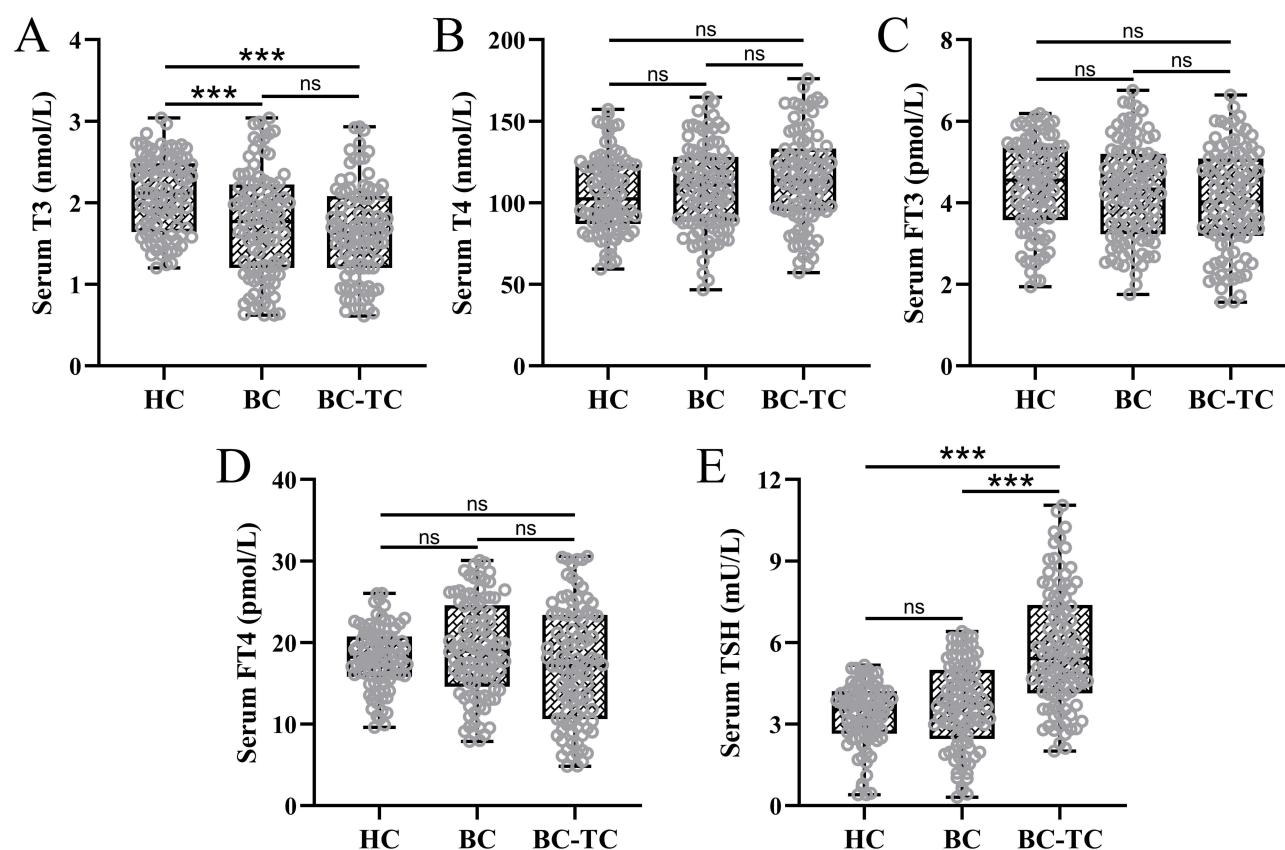 A
Serum T3 (nmol/L)
4
3
2
1
0
***
***
ns
HC BC BC-TC
B
Serum T4 (nmol/L)
200
150
100
50
0
ns
ns
ns
HC BC BC-TC
C
Serum FT3 (pmol/L)
8
6
4
2
0
ns
ns
ns
HC BC BC-TC
D
Serum FT4 (pmol/L)
40
30
20
10
0
ns
ns
ns
HC BC BC-TC
E
Serum TSH (mU/L)
12
9
6
3
0
***
***
ns
HC BC BC-TC